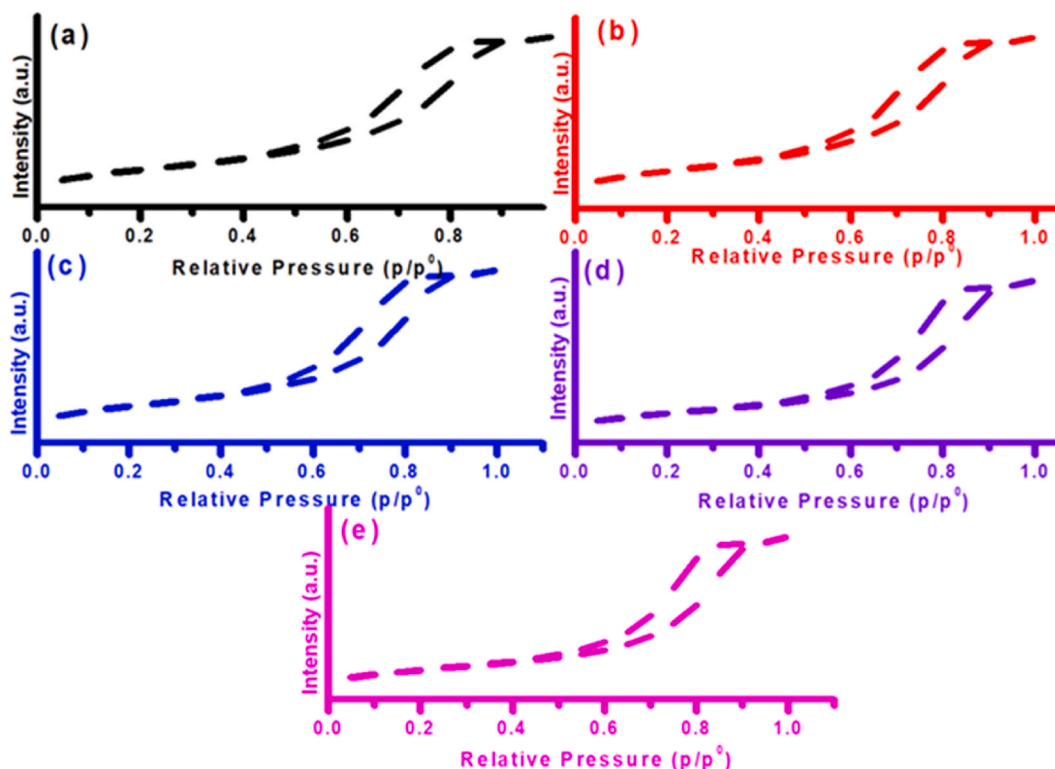 (a)
Intensity (a.u.)
0.0 0.2 0.4 0.6 0.8
Relative Pressure (p/p⁰)
(b)
Intensity (a.u.)
0.0 0.2 0.4 0.6 0.8 1.0
Relative Pressure (p/p⁰)
(c)
Intensity (a.u.)
0.0 0.2 0.4 0.6 0.8 1.0
Relative Pressure (p/p⁰)
(d)
Intensity (a.u.)
0.0 0.2 0.4 0.6 0.8 1.0
Relative Pressure (p/p⁰)
(e)
Intensity (a.u.)
0.0 0.2 0.4 0.6 0.8 1.0
Relative Pressure (p/p⁰)